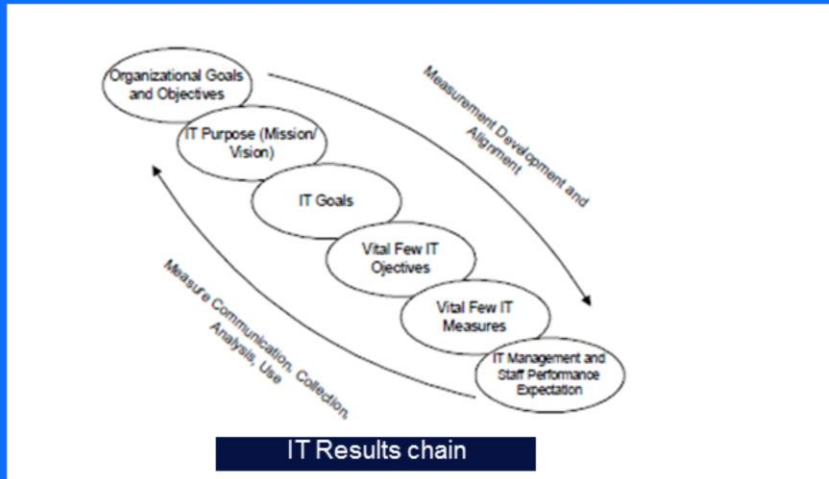 Organizational Goals
and Objectives
IT Purpose (Mission/
Vision)
IT Goals
Vital Few IT
Ojectives
Vital Few IT
Measures
IT Management and
Staff Performance
Expectation
Measurement Development and
Alignment
Measure Communication, Collection,
Analysis, Use
IT Results chain